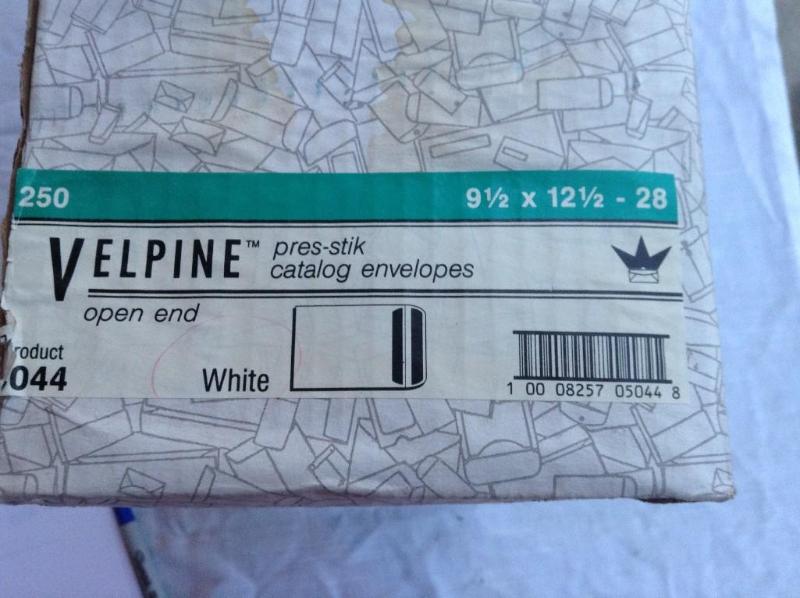 250 9½ x 12½ - 28
VELPINE™ pres-stik
catalog envelopes
open end
roduct
044
White
1 00 08257 05044 8